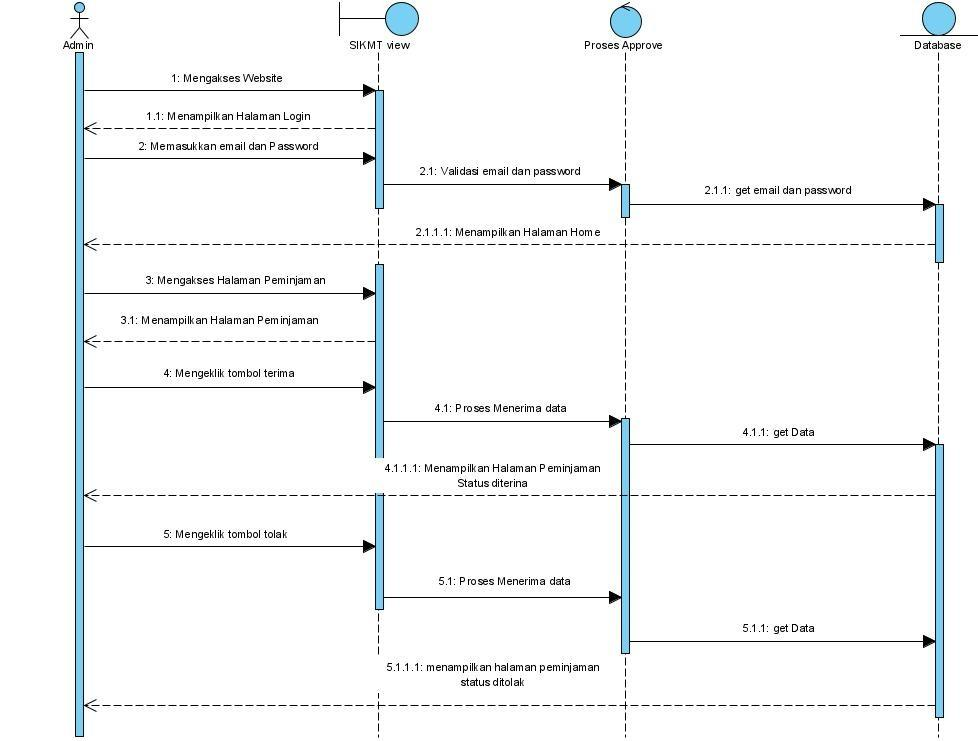 Admin
SIKMT view
Proses Approve
Database
1: Mengakses Website
1.1: Menampilkan Halaman Login
2: Memasukkan email dan Password
2.1: Validasi email dan password
2.1.1: get email dan password
2.1.1.1: Menampilkan Halaman Home
3: Mengakses Halaman Peminjaman
3.1: Menampilkan Halaman Peminjaman
4: Mengeklik tombol terima
4.1: Proses Menerima data
4.1.1: get Data
4.1.1.1: Menampilkan Halaman Peminjaman
Status diterina
5: Mengeklik tombol tolak
5.1: Proses Menerima data
5.1.1: get Data
5.1.1.1: menampilkan halaman peminjaman
status ditolak